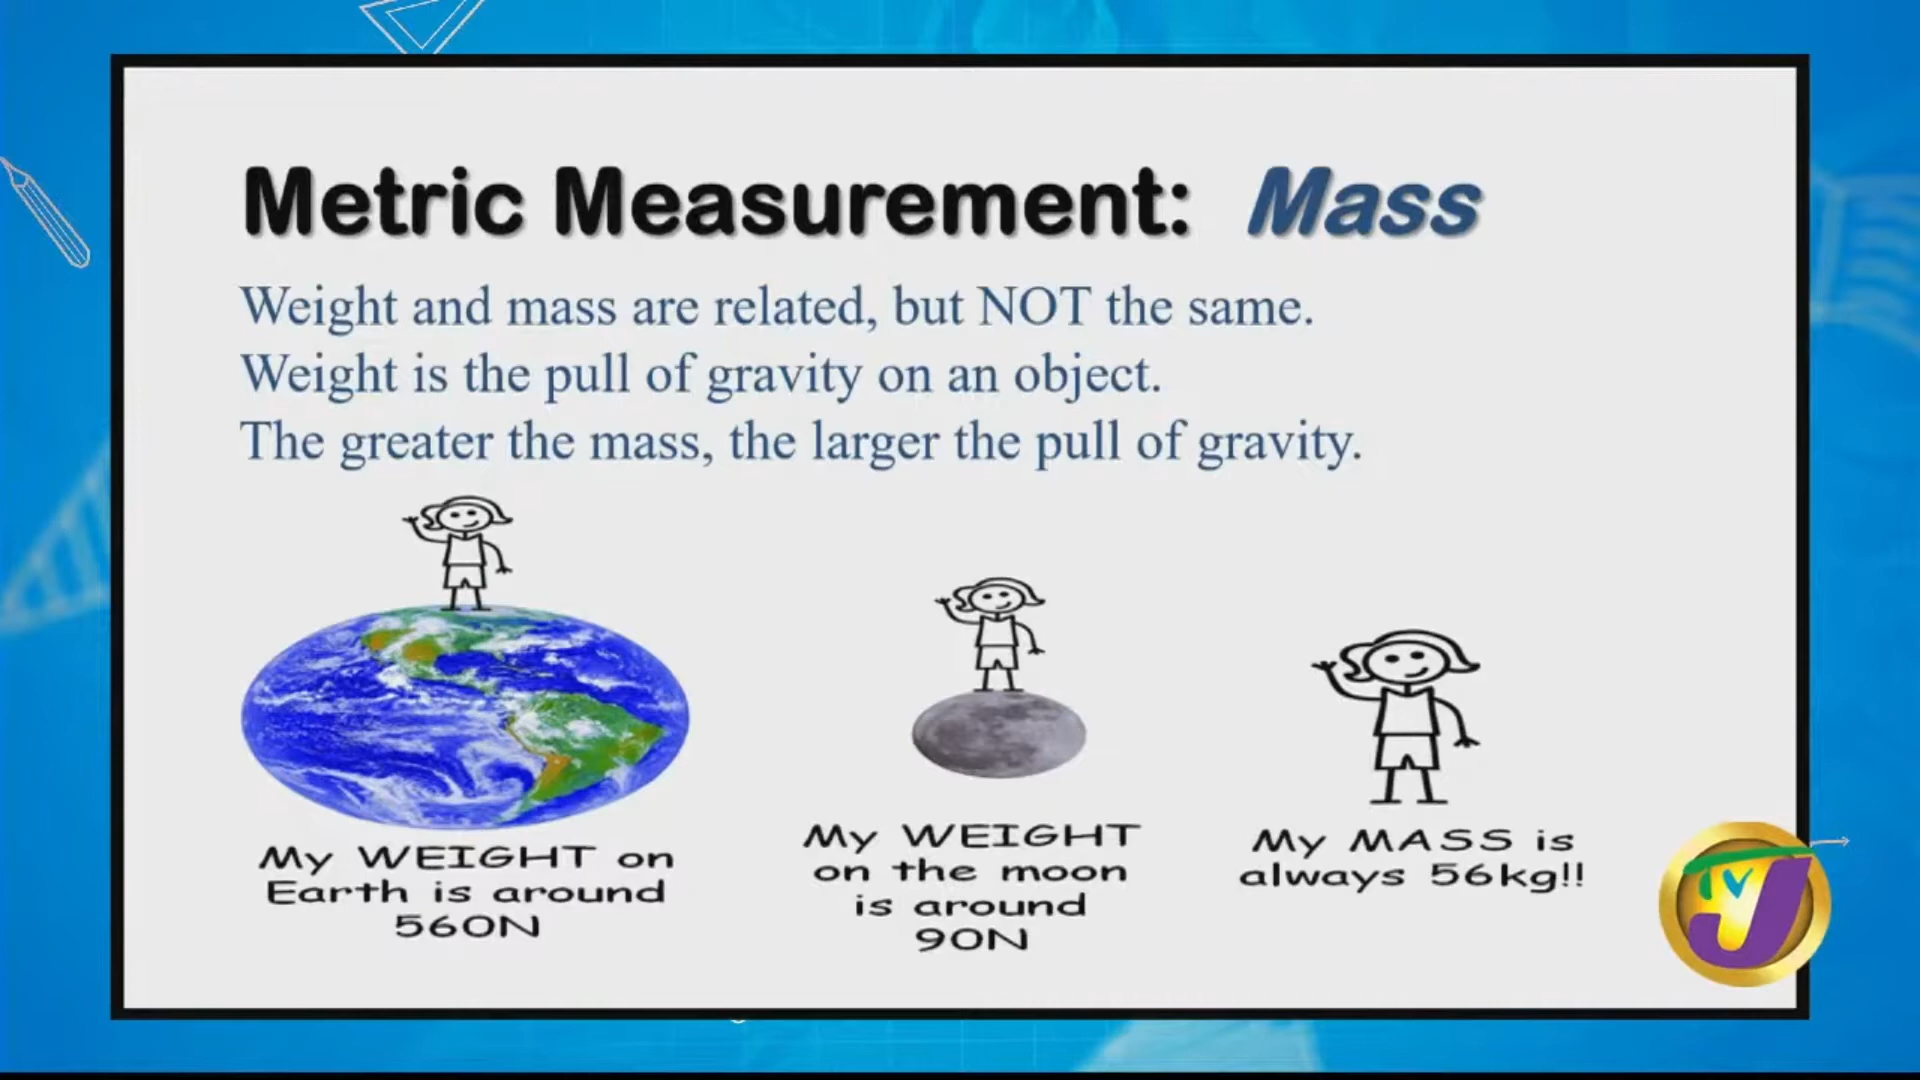 Metric Measurement: Mass
Weight and mass are related, but NOT the same.
Weight is the pull of gravity on an object.
The greater the mass, the larger the pull of gravity.
My WEIGHT on
Earth is around
560N
My WEIGHT
on the moon
is around
90N
My MASS is
always 56kg!!
TVJ